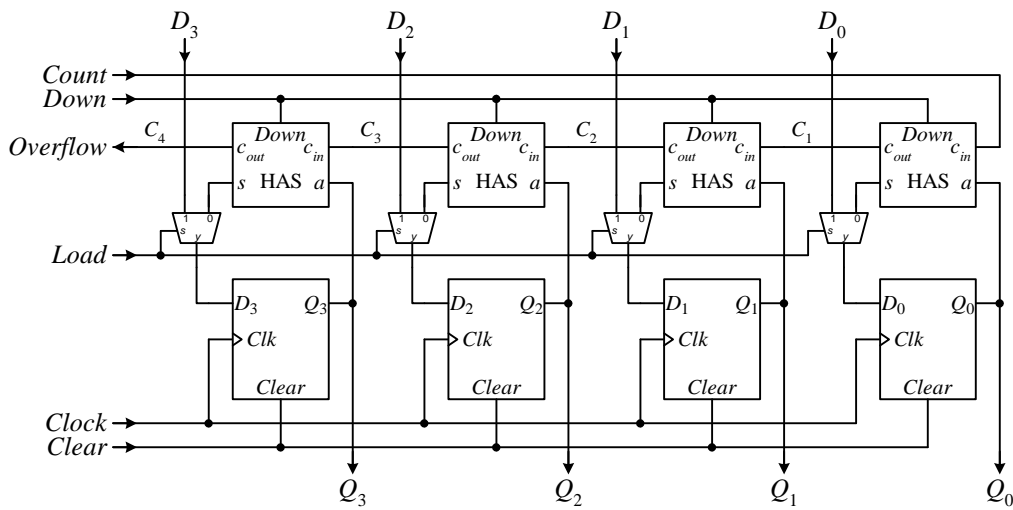 D3 D2 D1 D0
Count
Down
C4 Down C3 Down C2 Down C1 Down
Overflow cout cin cout cin cout cin cout cin
s HAS a s HAS a s HAS a s HAS a
1 0 1 0 1 0 1 0
s y s y s y s y
Load
D3 Q3 D2 Q2 D1 Q1 D0 Q0
Clk Clk Clk Clk
Clear Clear Clear Clear
Clock
Clear
Q3 Q2 Q1 Q0